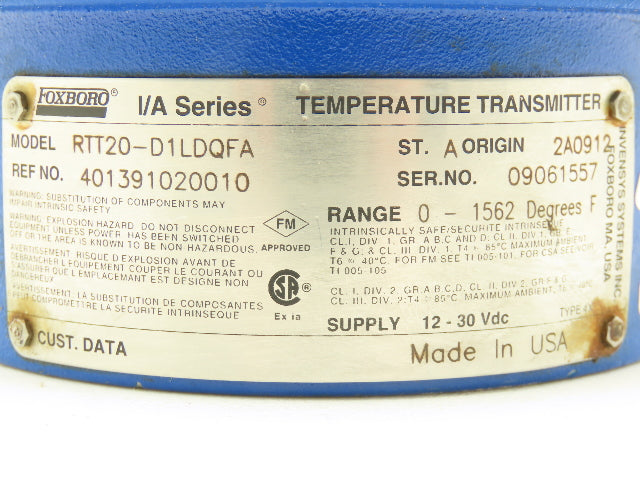 FOXBORO® I/A Series® TEMPERATURE TRANSMITTER
MODEL RTT20-D1LDQFA ST. A ORIGIN 2A0912
REF NO. 401391020010 SER.NO. 09061557
WARNING: SUBSTITUTION OF COMPONENTS MAY
IMPAIR INTRINSIC SAFETY
WARNING: EXPLOSION HAZARD. DO NOT DISCONNECT
EQUIPMENT UNLESS POWER HAS BEEN SWITCHED
OFF OR THE AREA IS KNOWN TO BE NON-HAZARDOUS.
AVERTISSEMENT: RISQUE D'EXPLOSION AVANT DE
DEBRANCHER L'EQUIPEMENT COUPER LE COURANT OU
S'ASSURER QUE L'EMPLACEMENT EST DESIGNE NON
DANGEREUX
AVERTISSEMENT: LA SUBSTITUTION DE COMPOSANTES
PEUT COMPROMETTRE LA SECURITE INTRINSEQUE
FM
APPROVED
SA
Ex ia
RANGE 0 - 1562 Degrees F
INTRINSICALLY SAFE/SECURITE INTRINSEQUE
CL.I, DIV. 1, GR. A B,C AND D: CL. II, DIV. 1, GR. E
F & G, & CL. III, DIV. 1: T4 85°C MAXIMUM AMBIENT
T6 40°C. FOR FM SEE TI 005-101. FOR CSA SEE
TI 005-105
CL. I, DIV. 2, GR. A,B,C,D. CL. II, DIV. 2, GR. F & G,
CL. III, DIV. 2: T4 85°C. MAXIMUM AMBIENT, T6 40°C
SUPPLY 12-30 Vdc TYPE 4X
CUST. DATA Made In USA
INVENSYS SYSTEMS INC.
FOXBORO MA. USA